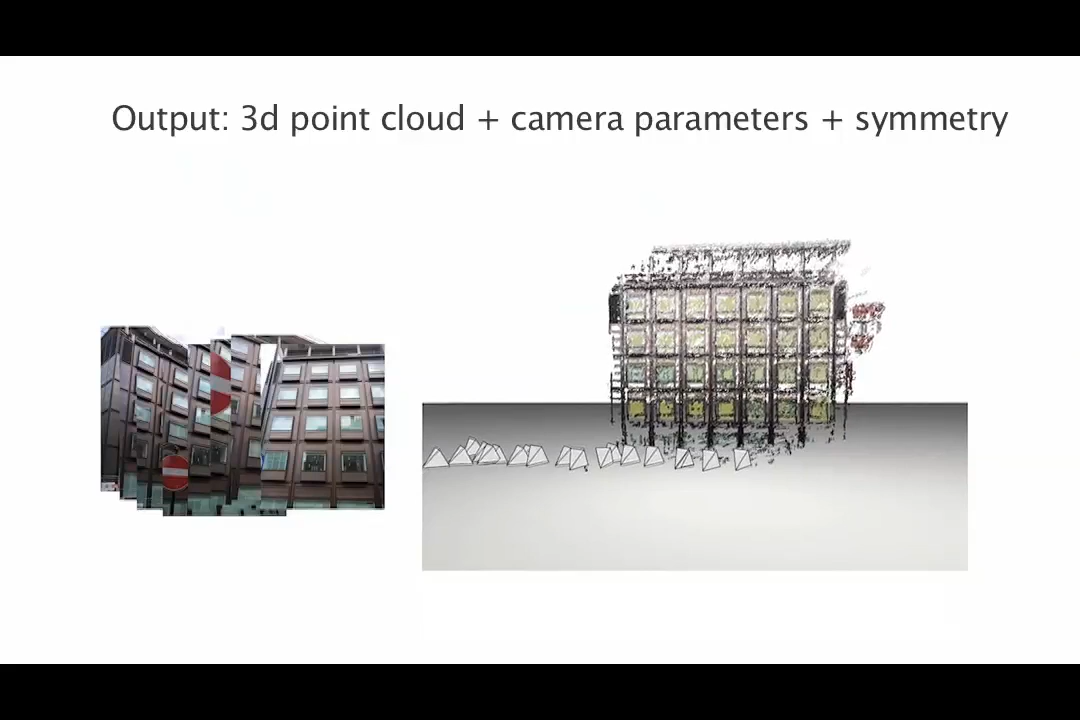 Output: 3d point cloud + camera parameters + symmetry